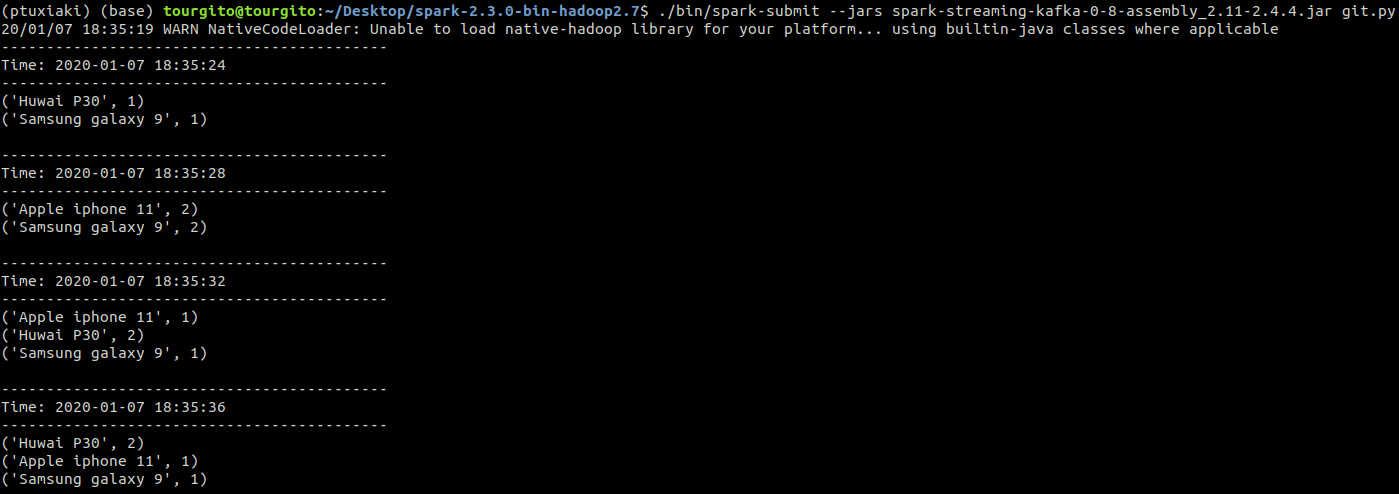 (ptuxiaki) (base) tourgito@tourgito:~/Desktop/spark-2.3.0-bin-hadoop2.7$ ./bin/spark-submit --jars spark-streaming-kafka-0-8-assembly_2.11-2.4.4.jar git.py
20/01/07 18:35:19 WARN NativeCodeLoader: Unable to load native-hadoop library for your platform... using builtin-java classes where applicable
-------------------------------------------
Time: 2020-01-07 18:35:24
-------------------------------------------
('Huwai P30', 1)
('Samsung galaxy 9', 1)

-------------------------------------------
Time: 2020-01-07 18:35:28
-------------------------------------------
('Apple iphone 11', 2)
('Samsung galaxy 9', 2)

-------------------------------------------
Time: 2020-01-07 18:35:32
-------------------------------------------
('Apple iphone 11', 1)
('Huwai P30', 2)
('Samsung galaxy 9', 1)

-------------------------------------------
Time: 2020-01-07 18:35:36
-------------------------------------------
('Huwai P30', 2)
('Apple iphone 11', 1)
('Samsung galaxy 9', 1)